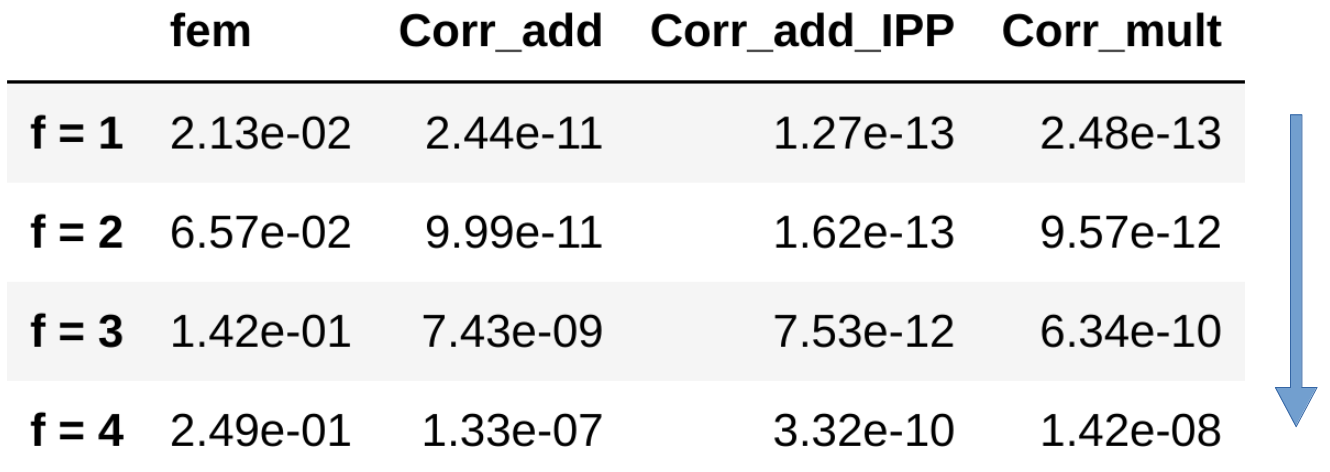 fem Corr_add Corr_add_IPP Corr_mult
f = 1 2.13e-02 2.44e-11 1.27e-13 2.48e-13
f = 2 6.57e-02 9.99e-11 1.62e-13 9.57e-12
f = 3 1.42e-01 7.43e-09 7.53e-12 6.34e-10
f = 4 2.49e-01 1.33e-07 3.32e-10 1.42e-08